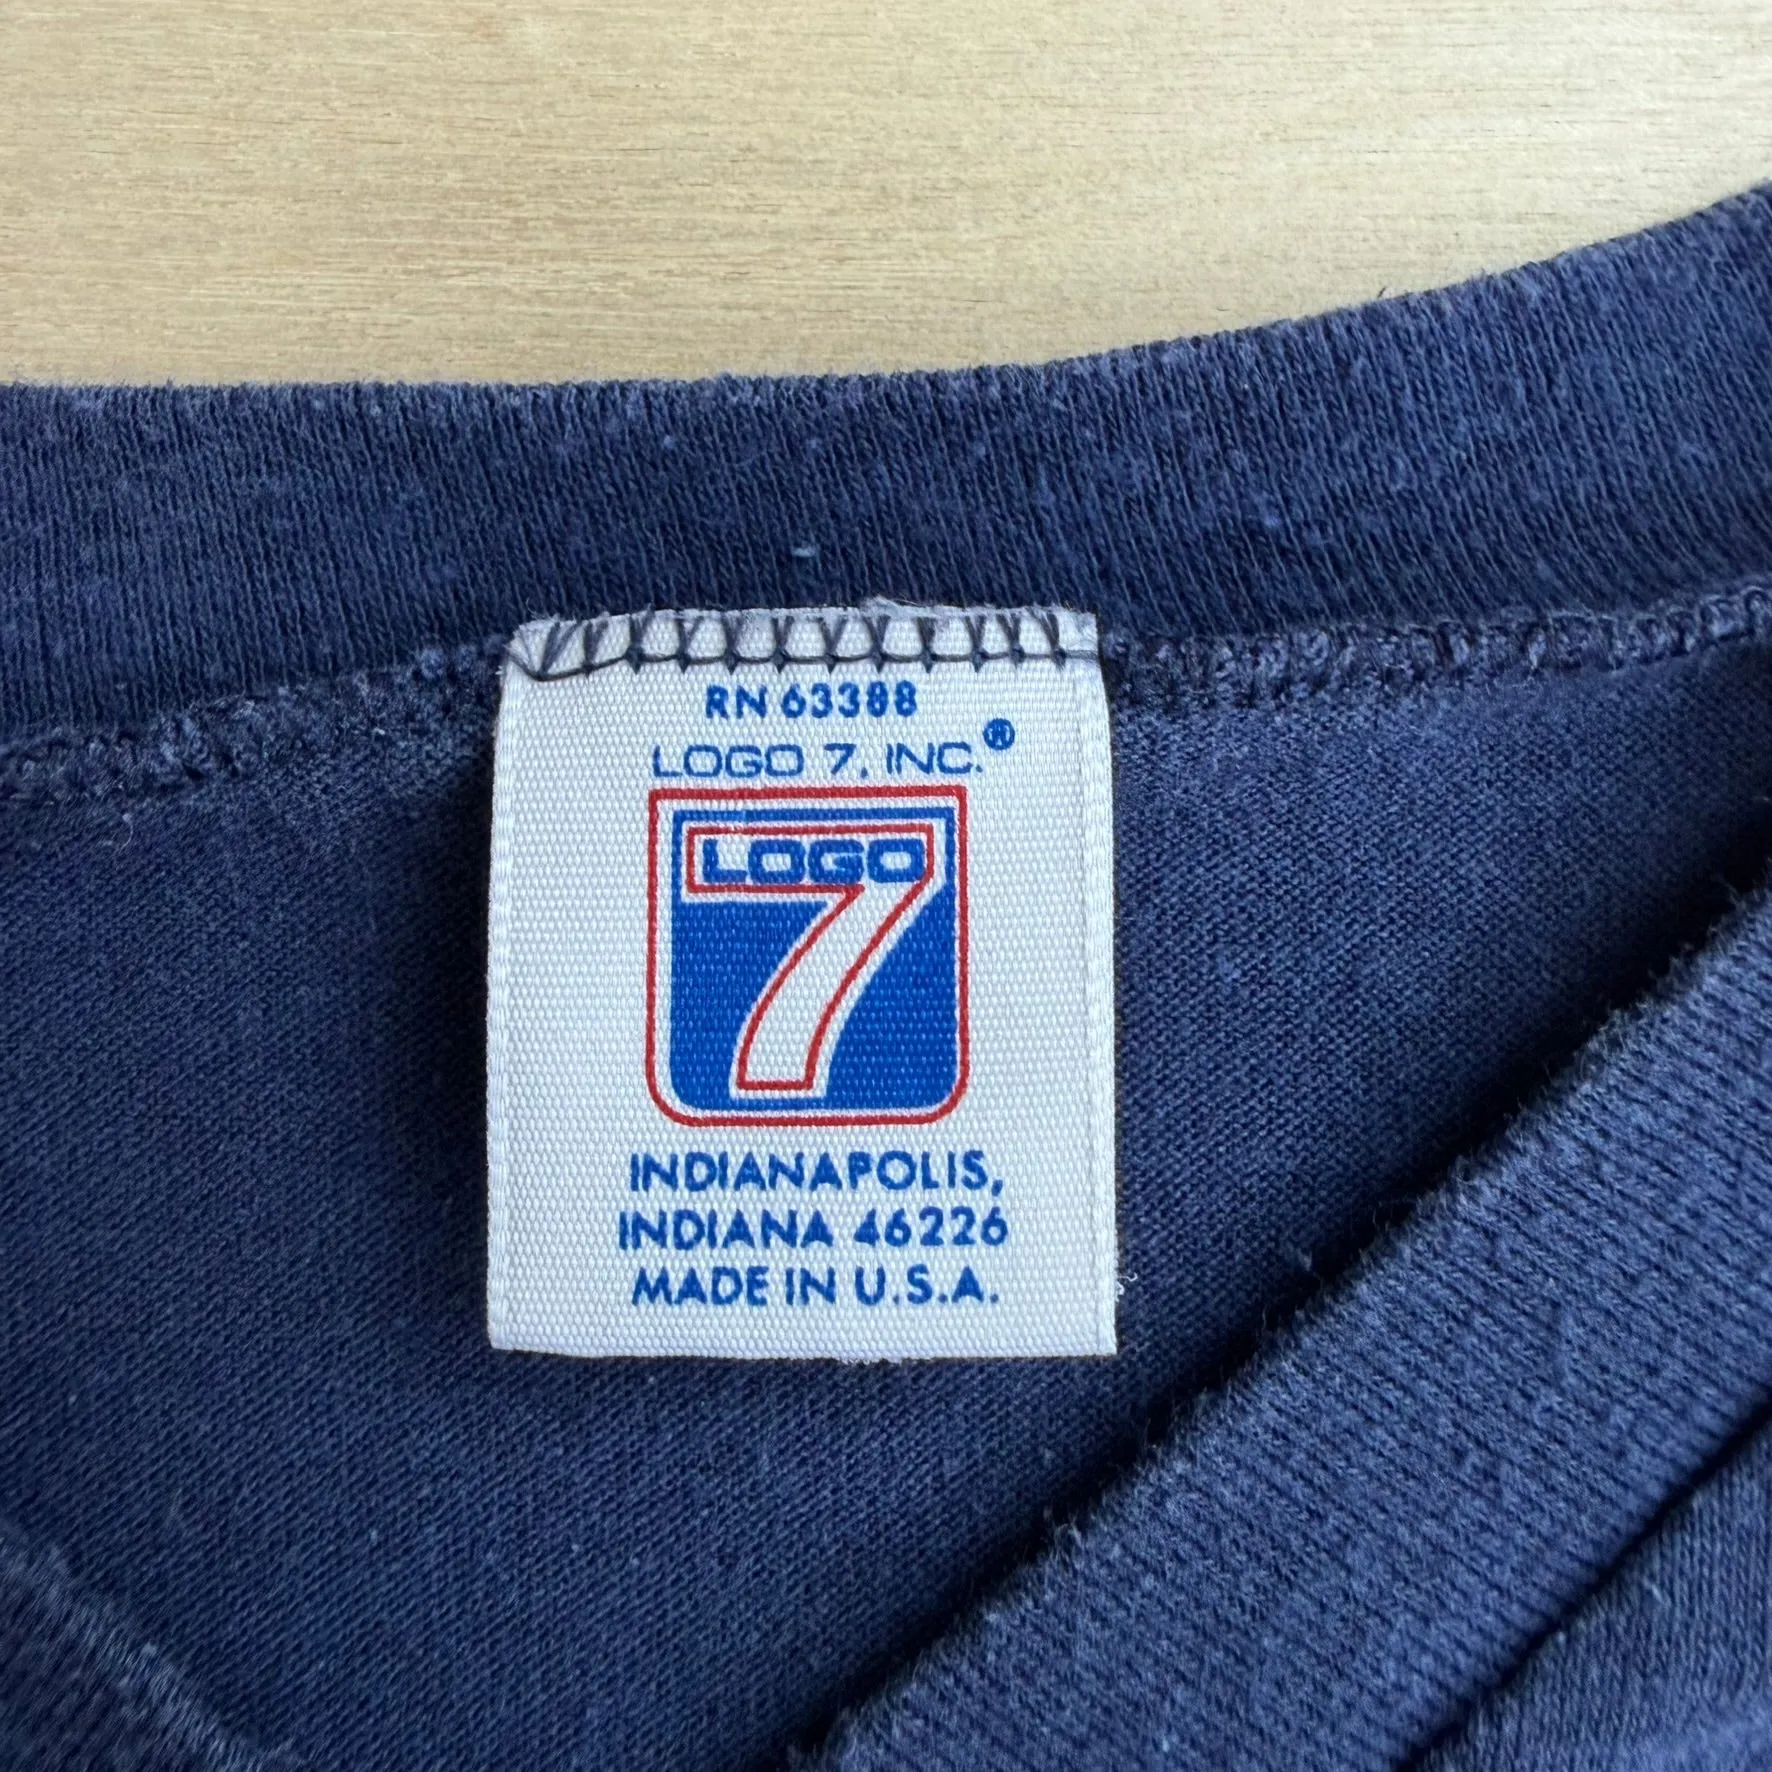 RN 63388
LOGO 7, INC.®
LOGO
7
INDIANAPOLIS,
INDIANA 46226
MADE IN U.S.A.